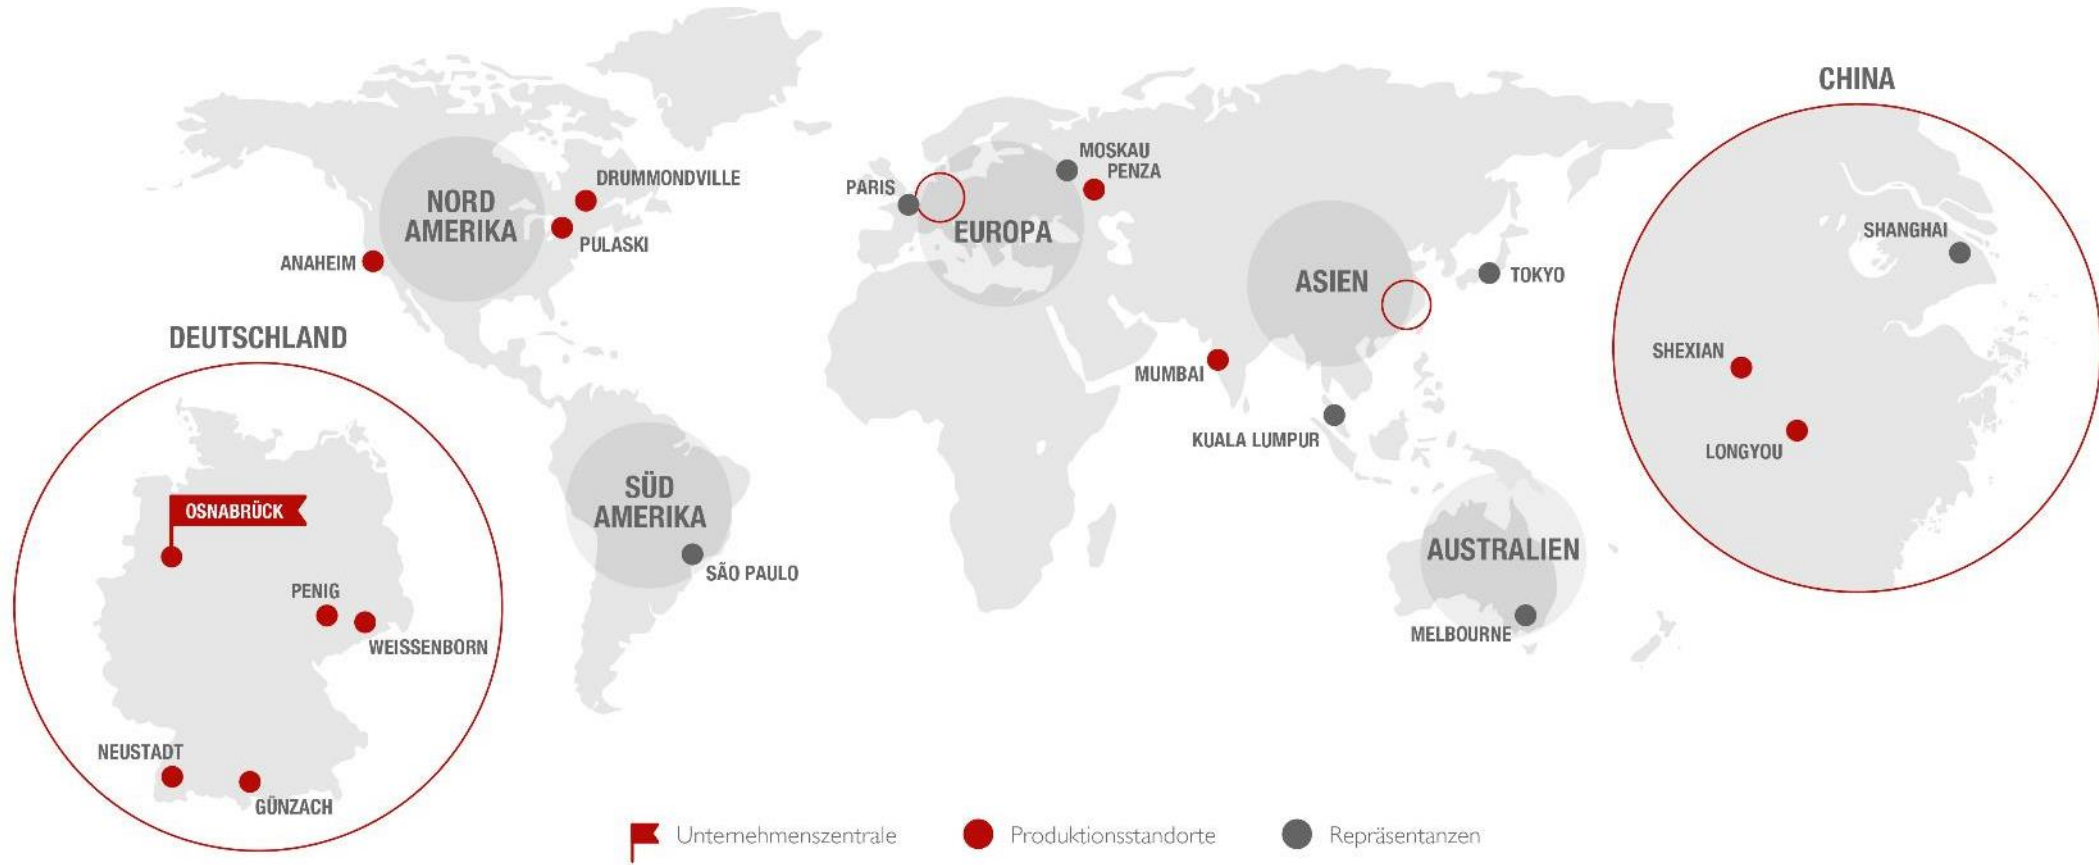 CHINA
MOSKAU
PENZA
DRUMMONDVILLE
PARIS
NORD
AMERIKA
EUROPA
PULASKI
ANAHEIM
ASIEN
TOKYO
SHANGHAI
DEUTSCHLAND
MUMBAI
SHEXIAN
KUALA LUMPUR
LONGYOU
SÜD
AMERIKA
OSNABRÜCK
AUSTRALIEN
SÃO PAULO
PENIG
MELBOURNE
WEISSENBORN
NEUSTADT
GÜNZACH
Unternehmenszentrale
Produktionsstandorte
Repräsentanzen